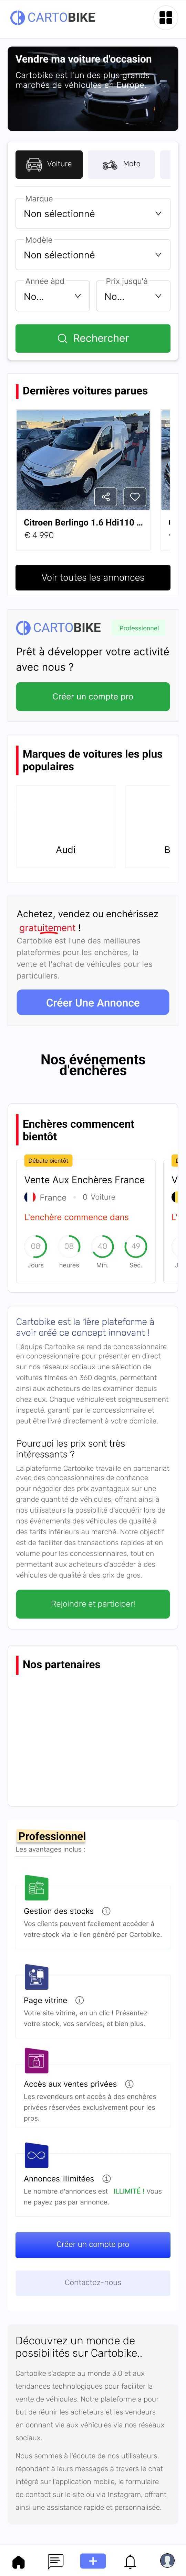 CARTOBIKE
Vendre ma voiture d'occasion
Cartobike est l'un des plus grands
marchés de véhicules en Europe.
Voiture
Moto
Marque
Non sélectionné
Modèle
Non sélectionné
Année àpd
No...
Prix jusqu'à
No...
Rechercher
Dernières voitures parues
Citroen Berlingo 1.6 Hdi110 ...
€ 4 990
Voir toutes les annonces
CARTOBIKE
Professionnel
Prêt à développer votre activité
avec nous ?
Créer un compte pro
Marques de voitures les plus
populaires
Audi
B
Achetez, vendez ou enchérissez
gratuitement !
Cartobike est l'une des meilleures
plateformes pour les enchères, la
vente et l'achat de véhicules pour les
particuliers.
Créer Une Annonce
Nos événements
d'enchères
Enchères commencent
bientôt
Débute bientôt
D
Vente Aux Enchères France
V
France
0 Voiture
L'enchère commence dans
L'
08
08
40
49
Jours
heures
Min.
Sec.
J
Cartobike est la 1ère plateforme à
avoir créé ce concept innovant !
L'équipe Cartobike se rend de concessionnaire
en concessionnaire pour présenter en direct
sur nos réseaux sociaux une sélection de
voitures filmées en 360 degrés, permettant
ainsi aux acheteurs de les examiner depuis
chez eux. Chaque véhicule est soigneusement
inspecté, garanti par le concessionnaire et
peut être livré directement à votre domicile.
Pourquoi les prix sont très
intéressants ?
La plateforme Cartobike travaille en partenariat
avec des concessionnaires de confiance
pour négocier des prix avantageux sur une
grande quantité de véhicules, offrant ainsi à
nos utilisateurs la possibilité d'acquérir lors de
nos événements des véhicules de qualité à
des tarifs inférieurs au marché. Notre objectif
est de faciliter des transactions rapides et en
volume pour les concessionnaires, tout en
permettant aux acheteurs d'accéder à des
véhicules de qualité à des prix de gros.
Rejoindre et participer!
Nos partenaires
Professionnel
Les avantages inclus :
Gestion des stocks
Vos clients peuvent facilement accéder à
votre stock via le lien généré par Cartobike.
Page vitrine
Votre site vitrine, en un clic ! Présentez
votre stock, vos services, et bien plus.
Accès aux ventes privées
Les revendeurs ont accès à des enchères
privées réservées exclusivement pour les
pros.
Annonces illimitées
Le nombre d'annonces est ILLIMITÉ ! Vous
ne payez pas par annonce.
Créer un compte pro
Contactez-nous
Découvrez un monde de
possibilités sur Cartobike..
Cartobike s'adapte au monde 3.0 et aux
tendances technologiques pour faciliter la
vente de véhicules. Notre plateforme a pour
but de réunir les acheteurs et les vendeurs
en donnant vie aux véhicules via nos réseaux
sociaux.
Nous sommes à l'écoute de nos utilisateurs,
répondant à leurs messages à travers le chat
intégré sur l'application mobile, le formulaire
de contact sur le site ou via Instagram, offrant
ainsi une assistance rapide et personnalisée.